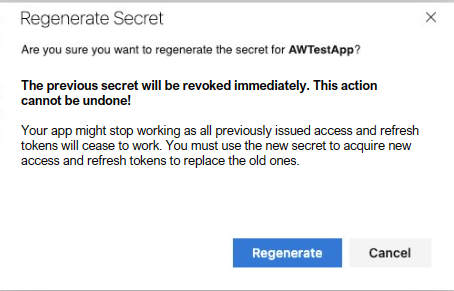 Regenerate Secret
Are you sure you want to regenerate the secret for AWTestApp?
The previous secret will be revoked immediately. This action
cannot be undone!
Your app might stop working as all previously issued access and refresh
tokens will cease to work. You must use the new secret to acquire new
access and refresh tokens to replace the old ones.
Regenerate Cancel